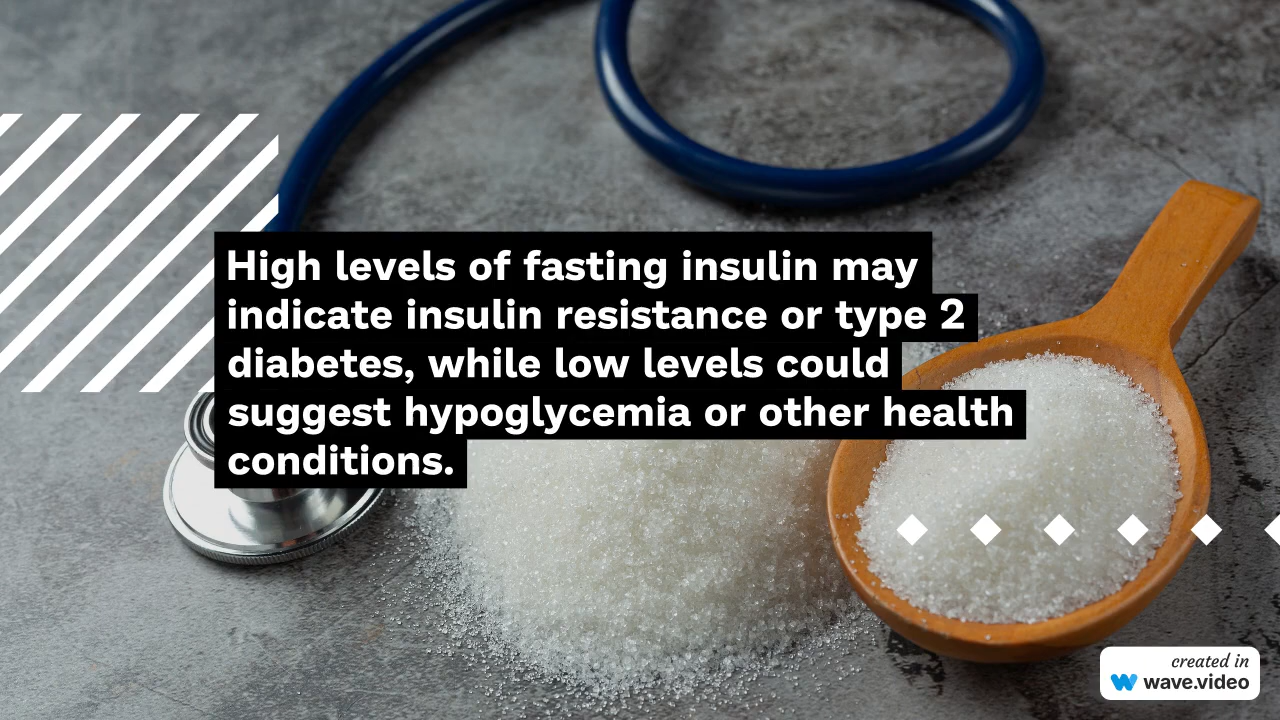 High levels of fasting insulin may
indicate insulin resistance or type 2
diabetes, while low levels could
suggest hypoglycemia or other health
conditions.
created in
wave.video